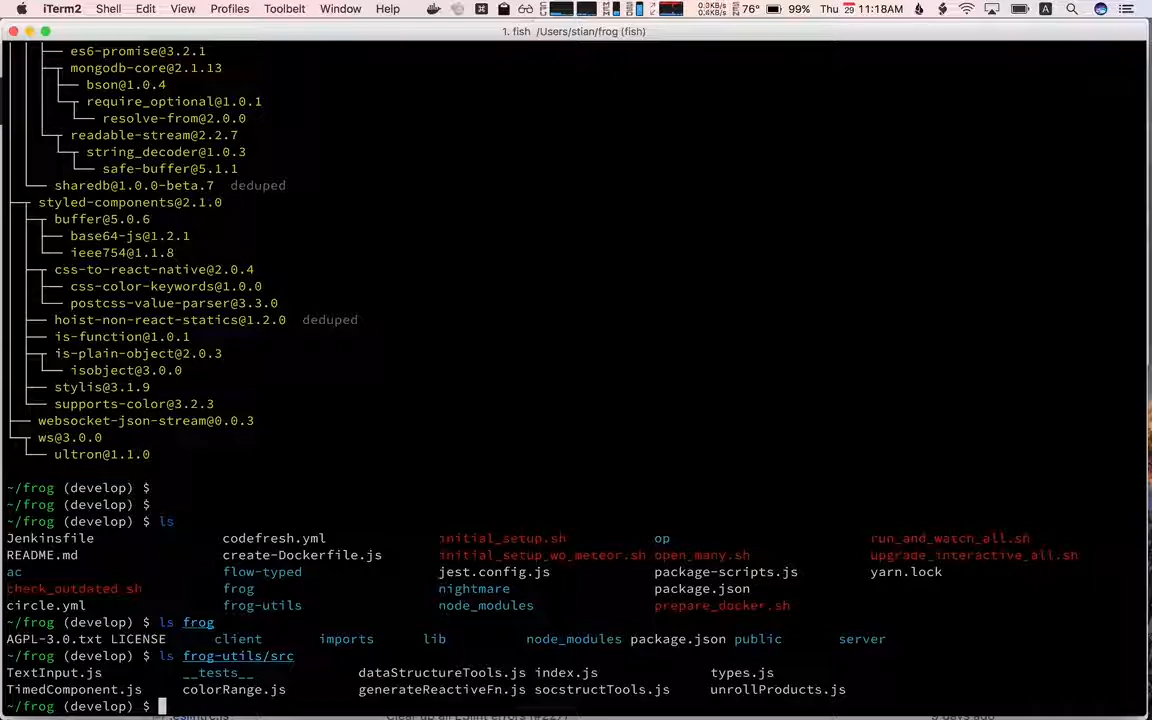 iTerm2 Shell Edit View Profiles Toolbelt Window Help 0.3KB/s 0.4KB/s 76° 99% Thu 29 11:18AM
1. fish /Users/stian/frog (fish)
es6-promise@3.2.1
mongodb-core@2.1.13
bson@1.0.4
require_optional@1.0.1
resolve-from@2.0.0
readable-stream@2.2.7
string_decoder@1.0.3
safe-buffer@5.1.1
sharedb@1.0.0-beta.7 deduped
styled-components@2.1.0
buffer@5.0.6
base64-js@1.2.1
ieee754@1.1.8
css-to-react-native@2.0.4
css-color-keywords@1.0.0
postcss-value-parser@3.3.0
hoist-non-react-statics@1.2.0 deduped
is-function@1.0.1
is-plain-object@2.0.3
isobject@3.0.0
stylis@3.1.9
supports-color@3.2.3
websocket-json-stream@0.0.3
ws@3.0.0
ultron@1.1.0
~/frog (develop) $
~/frog (develop) $
~/frog (develop) $ ls
Jenkinsfile codefresh.yml initial_setup.sh op run_and_watch_all.sh
README.md create-Dockerfile.js initial_setup_wo_meteor.sh open_many.sh upgrade_interactive_all.sh
ac flow-typed jest.config.js package-scripts.js yarn.lock
check_outdated.sh frog nightmare package.json
circle.yml frog-utils node_modules prepare_docker.sh
~/frog (develop) $ ls frog
AGPL-3.0.txt LICENSE client imports lib node_modules package.json public server
~/frog (develop) $ ls frog-utils/src
TextInput.js __tests__ dataStructureTools.js index.js types.js
TimedComponent.js colorRange.js generateReactiveFn.js socstructTools.js unrollProducts.js
~/frog (develop) $